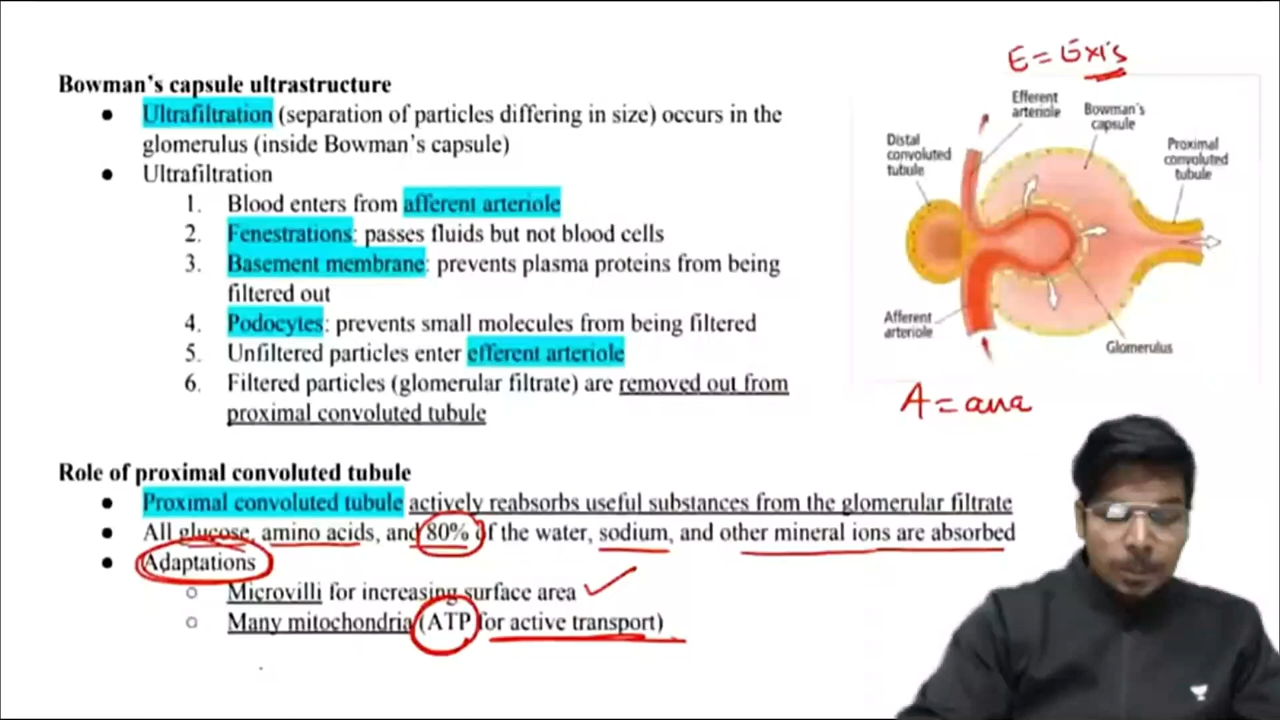 Bowman's capsule ultrastructure
● Ultrafiltration (separation of particles differing in size) occurs in the
glomerulus (inside Bowman's capsule)
● Ultrafiltration
1. Blood enters from afferent arteriole
2. Fenestrations: passes fluids but not blood cells
3. Basement membrane: prevents plasma proteins from being
filtered out
4. Podocytes: prevents small molecules from being filtered
5. Unfiltered particles enter efferent arteriole
6. Filtered particles (glomerular filtrate) are removed out from
proximal convoluted tubule
E = Exis
Efferent
arteriole
Bowman's
capsule
Distal
convoluted
tubule
Proximal
convoluted
tubule
Afferent
arteriole
Glomerulus
A = ana
Role of proximal convoluted tubule
● Proximal convoluted tubule actively reabsorbs useful substances from the glomerular filtrate
● All glucose, amino acids, and 80% of the water, sodium, and other mineral ions are absorbed
● Adaptations
○ Microvilli for increasing surface area
○ Many mitochondria (ATP for active transport)